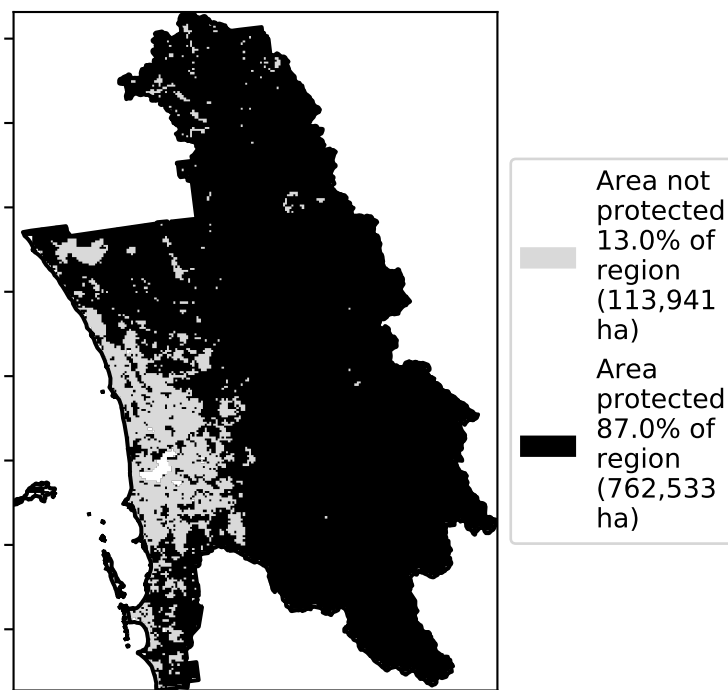 Area not
protected
13.0% of
region
(113,941
ha)
Area
protected
87.0% of
region
(762,533
ha)